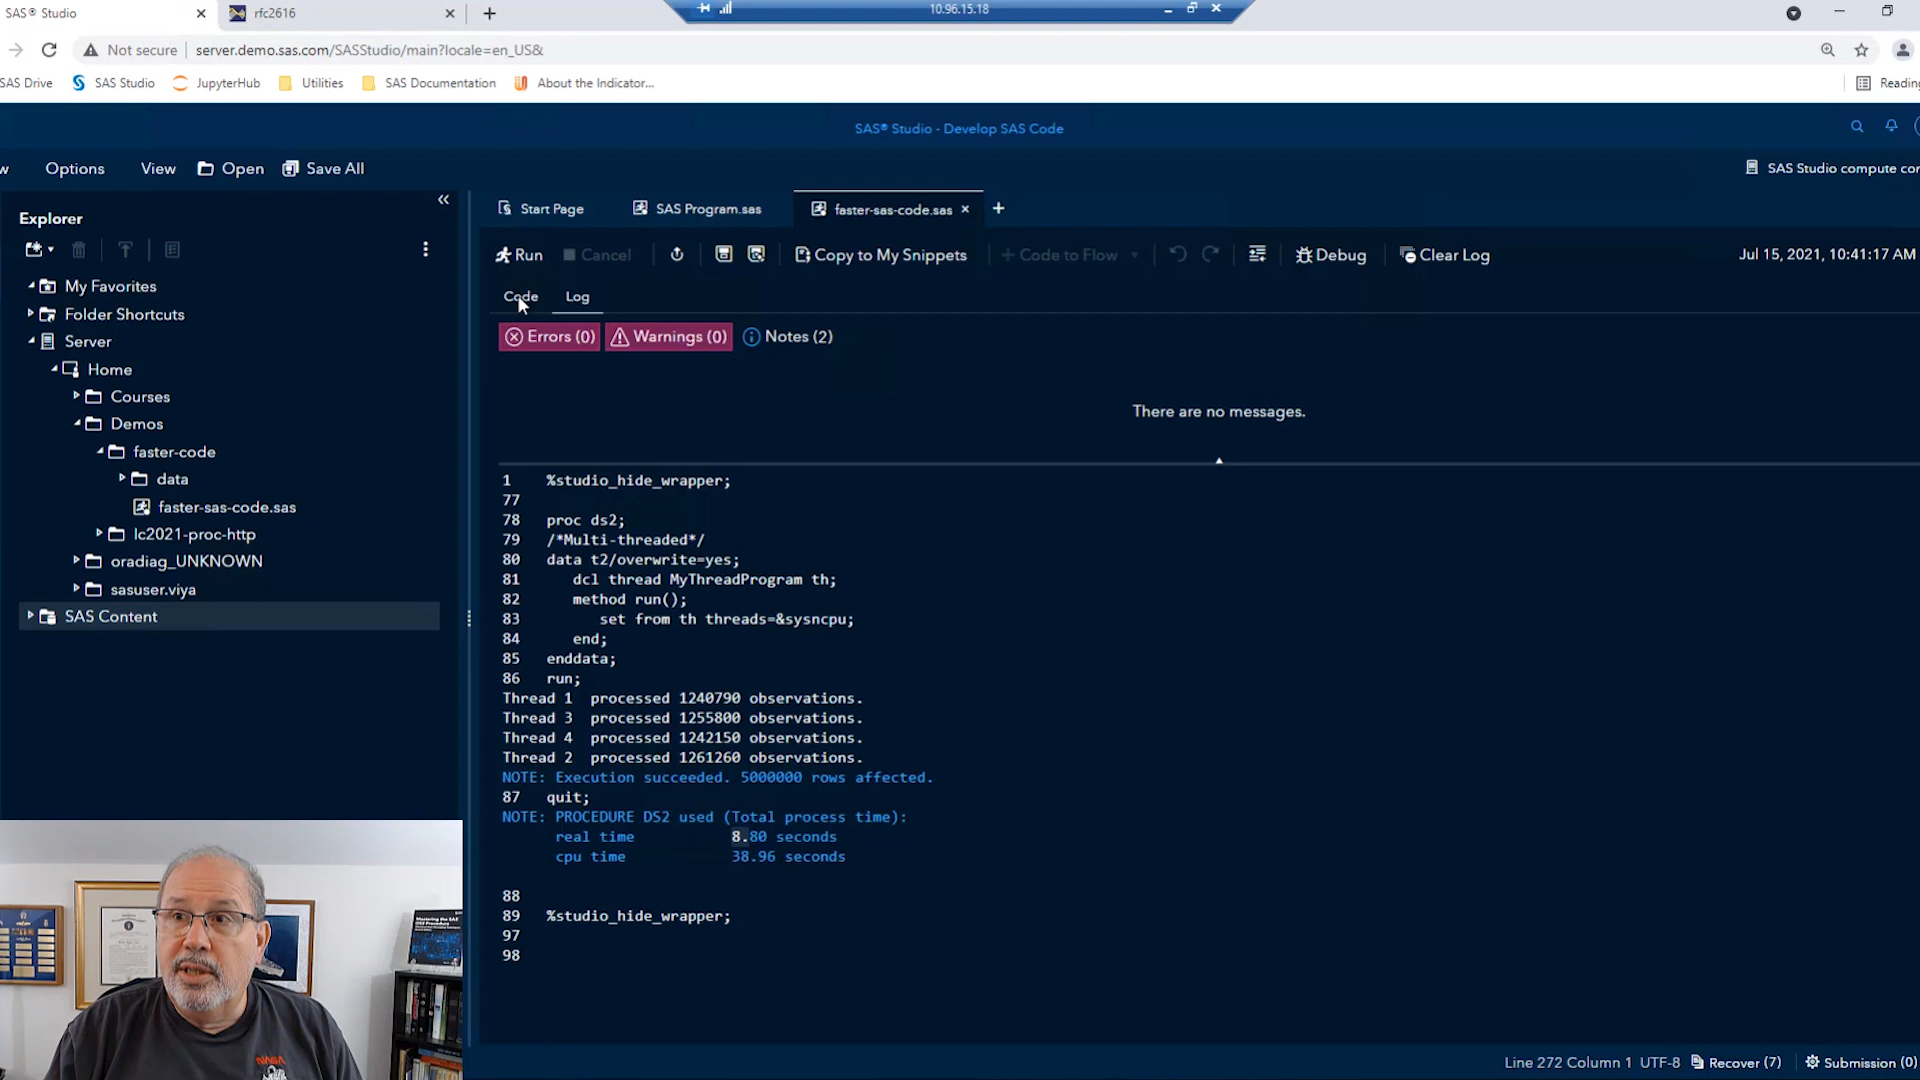 SAS® Studio
rfc2616
10.96.15.18
Not secure
server.demo.sas.com/SASStudio/main?locale=en_US&
SAS Drive
SAS Studio
JupyterHub
Utilities
SAS Documentation
About the Indicator...
Reading
SAS® Studio - Develop SAS Code
w
Options
View
Open
Save All
SAS Studio compute con
Explorer
My Favorites
Folder Shortcuts
Server
Home
Courses
Demos
faster-code
data
faster-sas-code.sas
lc2021-proc-http
oradiag_UNKNOWN
sasuser.viya
SAS Content
Start Page
SAS Program.sas
faster-sas-code.sas
Run
Cancel
Copy to My Snippets
Code to Flow
Debug
Clear Log
Jul 15, 2021, 10:41:17 AM
Code
Log
Errors (0)
Warnings (0)
Notes (2)
There are no messages.
1 %studio_hide_wrapper;
77
78 proc ds2;
79 /*Multi-threaded*/
80 data t2/overwrite=yes;
81 dcl thread MyThreadProgram th;
82 method run();
83 set from th threads=&sysncpu;
84 end;
85 enddata;
86 run;
Thread 1 processed 1240790 observations.
Thread 3 processed 1255800 observations.
Thread 4 processed 1242150 observations.
Thread 2 processed 1261260 observations.
NOTE: Execution succeeded. 5000000 rows affected.
87 quit;
NOTE: PROCEDURE DS2 used (Total process time):
real time 8.80 seconds
cpu time 38.96 seconds
88
89 %studio_hide_wrapper;
97
98
Mastering the SAS
DS2 Procedure
NASA
Line 272 Column 1 UTF-8
Recover (7)
Submission (0)